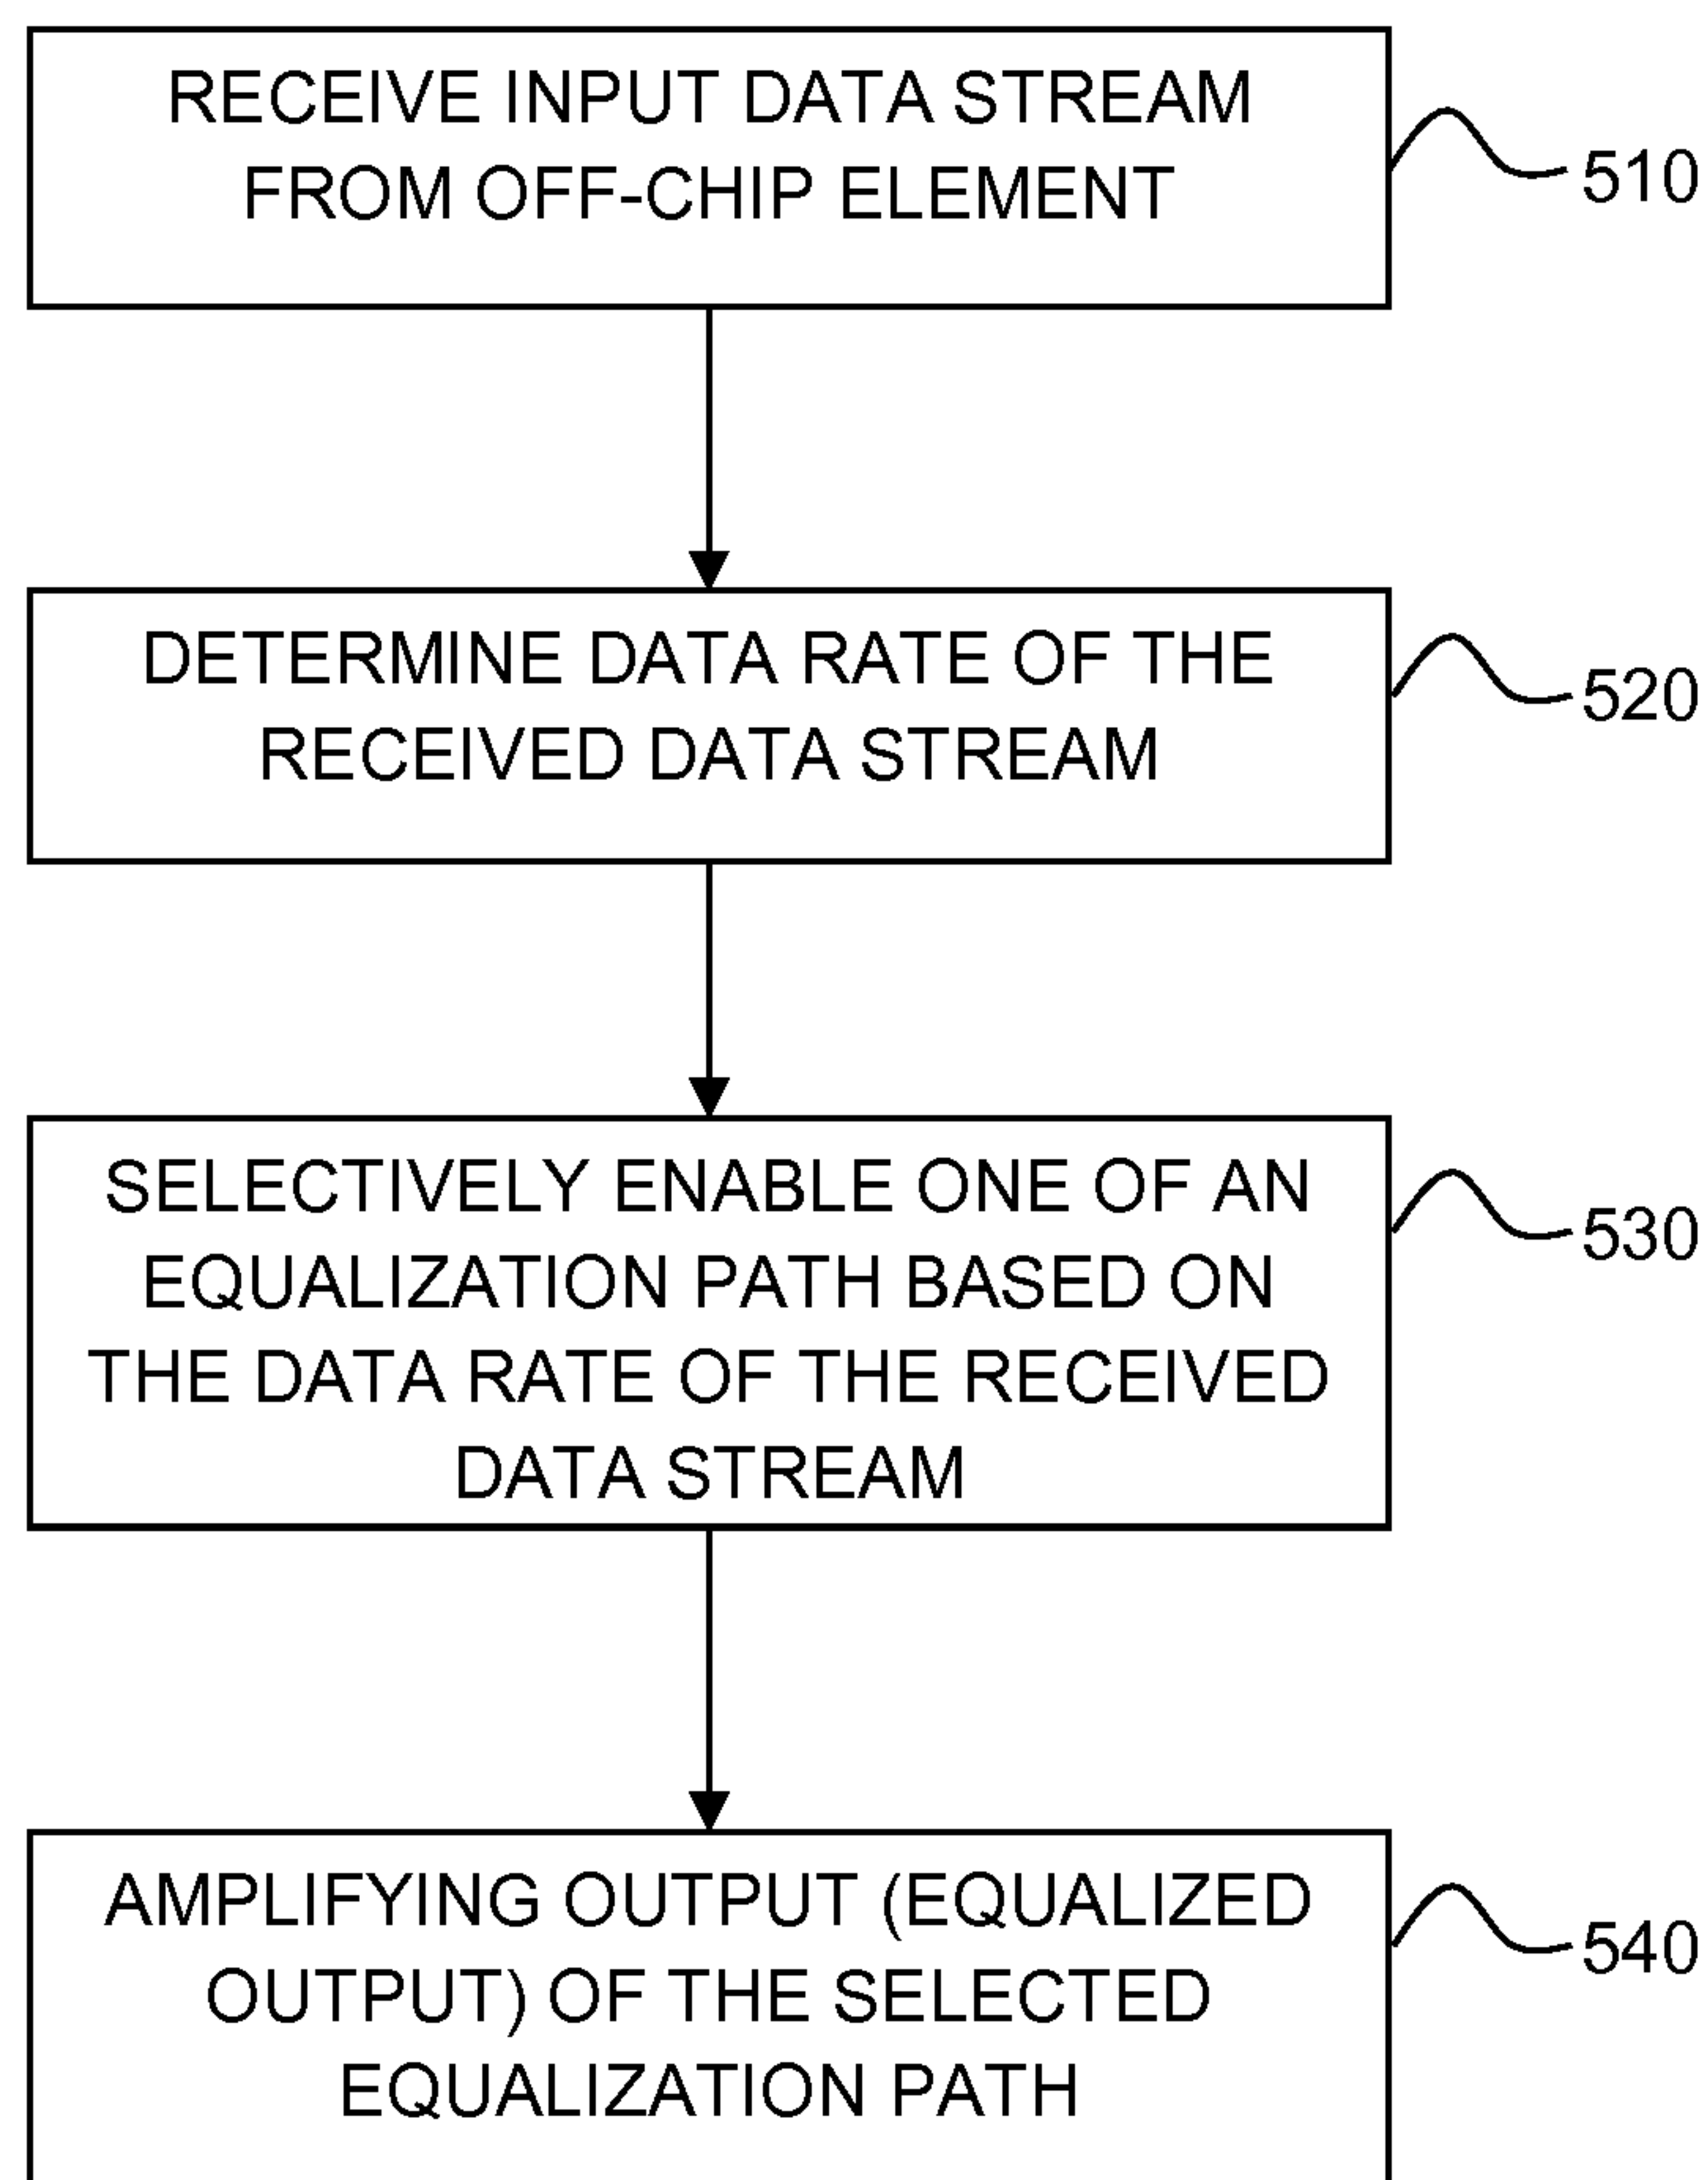 RECEIVE INPUT DATA STREAM
FROM OFF-CHIP ELEMENT
510
DETERMINE DATA RATE OF THE
RECEIVED DATA STREAM
520
SELECTIVELY ENABLE ONE OF AN
EQUALIZATION PATH BASED ON
THE DATA RATE OF THE RECEIVED
DATA STREAM
530
AMPLIFYING OUTPUT (EQUALIZED
OUTPUT) OF THE SELECTED
EQUALIZATION PATH
540